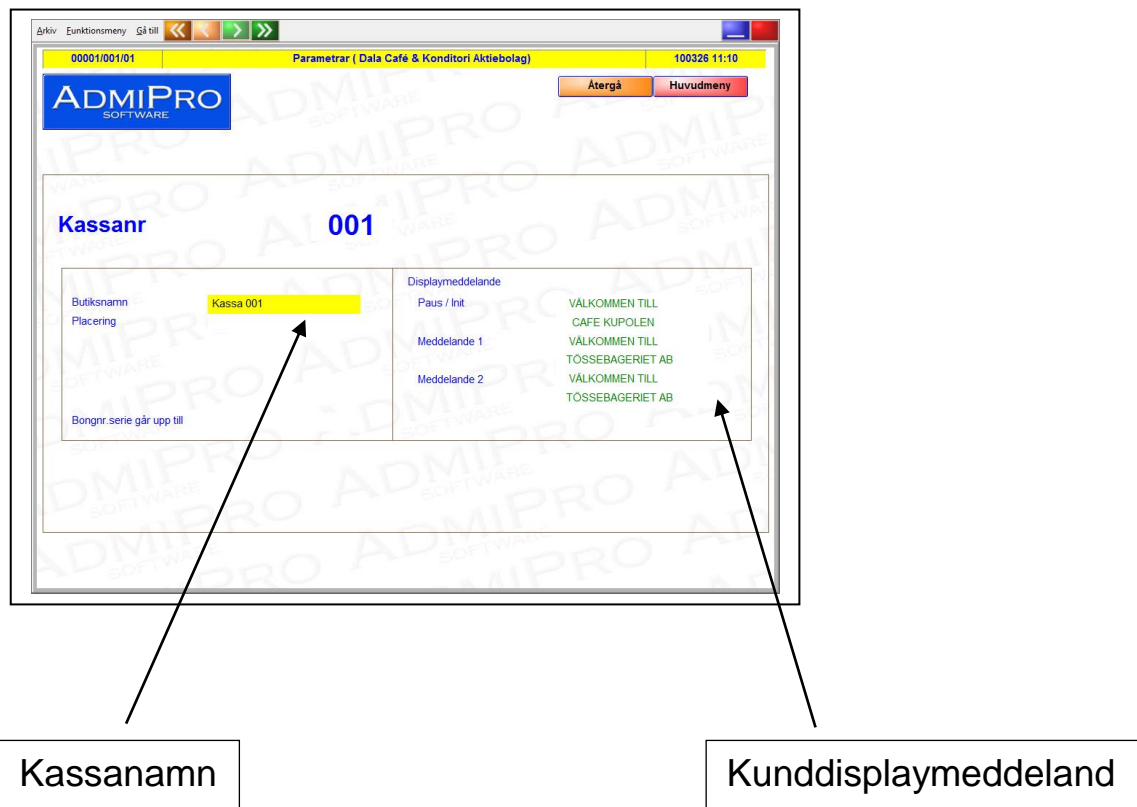 Arkiv Funktionsmeny Gå till
00001/001/01 Parametrar ( Dala Café & Konditori Aktiebolag) 100326 11:10
ADMIPRO
SOFTWARE
Återgå Huvudmeny
Kassanr 001
Displaymeddelande
Butiksnamn Kassa 001 Paus / Init VÄLKOMMEN TILL
Placering CAFE KUPOLEN
Meddelande 1 VÄLKOMMEN TILL
TÖSSEBAGERIET AB
Meddelande 2 VÄLKOMMEN TILL
TÖSSEBAGERIET AB
Bongnr.serie går upp till
Kassanamn Kunddisplaymeddeland